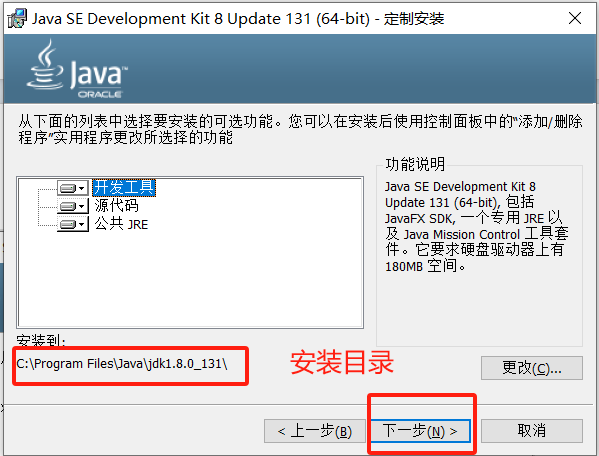 Java SE Development Kit 8 Update 131 (64-bit) - 定制安装
Java
ORACLE
从下面的列表中选择要安装的可选功能。您可以在安装后使用控制面板中的“添加/删除
程序”实用程序更改所选择的功能
开发工具
源代码
公共 JRE
功能说明
Java SE Development Kit 8
Update 131 (64-bit), 包括
JavaFX SDK, 一个专用 JRE 以
及 Java Mission Control 工具套
件。它要求硬盘驱动器上有
180MB 空间。
安装到:
C:\Program Files\Java\jdk1.8.0_131\
安装目录
更改(C)...
< 上一步(B)
下一步(N) >
取消